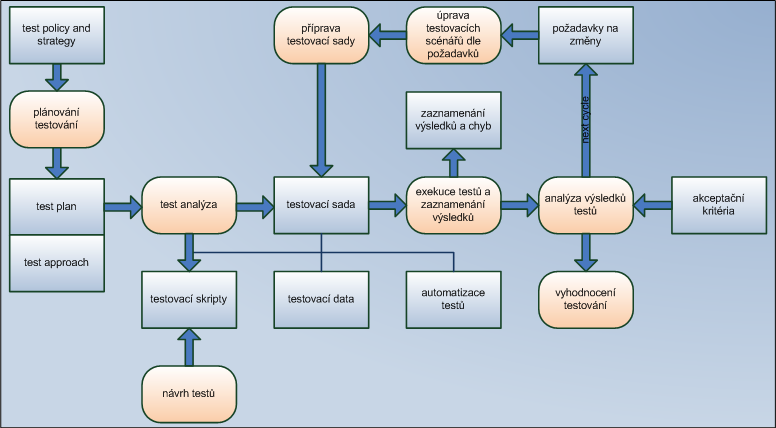 test policy and
strategy
příprava
testovací sady
úprava
testovacích
scénářů dle
požadavků
požadavky na
změny
plánování
testování
zaznamenání
výsledků a chyb
next cycle
test plan
test analýza
testovací sada
exekuce testů a
zaznamenání
výsledků
analýza výsledků
testů
akceptační
kritéria
test approach
testovací skripty
testovací data
automatizace
testů
vyhodnocení
testování
návrh testů